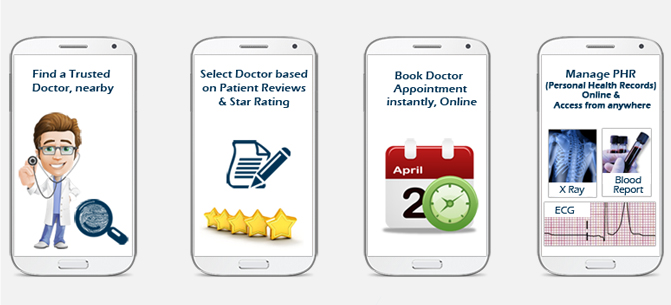 Find a Trusted
Doctor, nearby
Select Doctor based
on Patient Reviews
& Star Rating
Book Doctor
Appointment
instantly, Online
April
2
Manage PHR
(Personal Health Records)
Online &
Access from anywhere
X Ray
Blood
Report
ECG